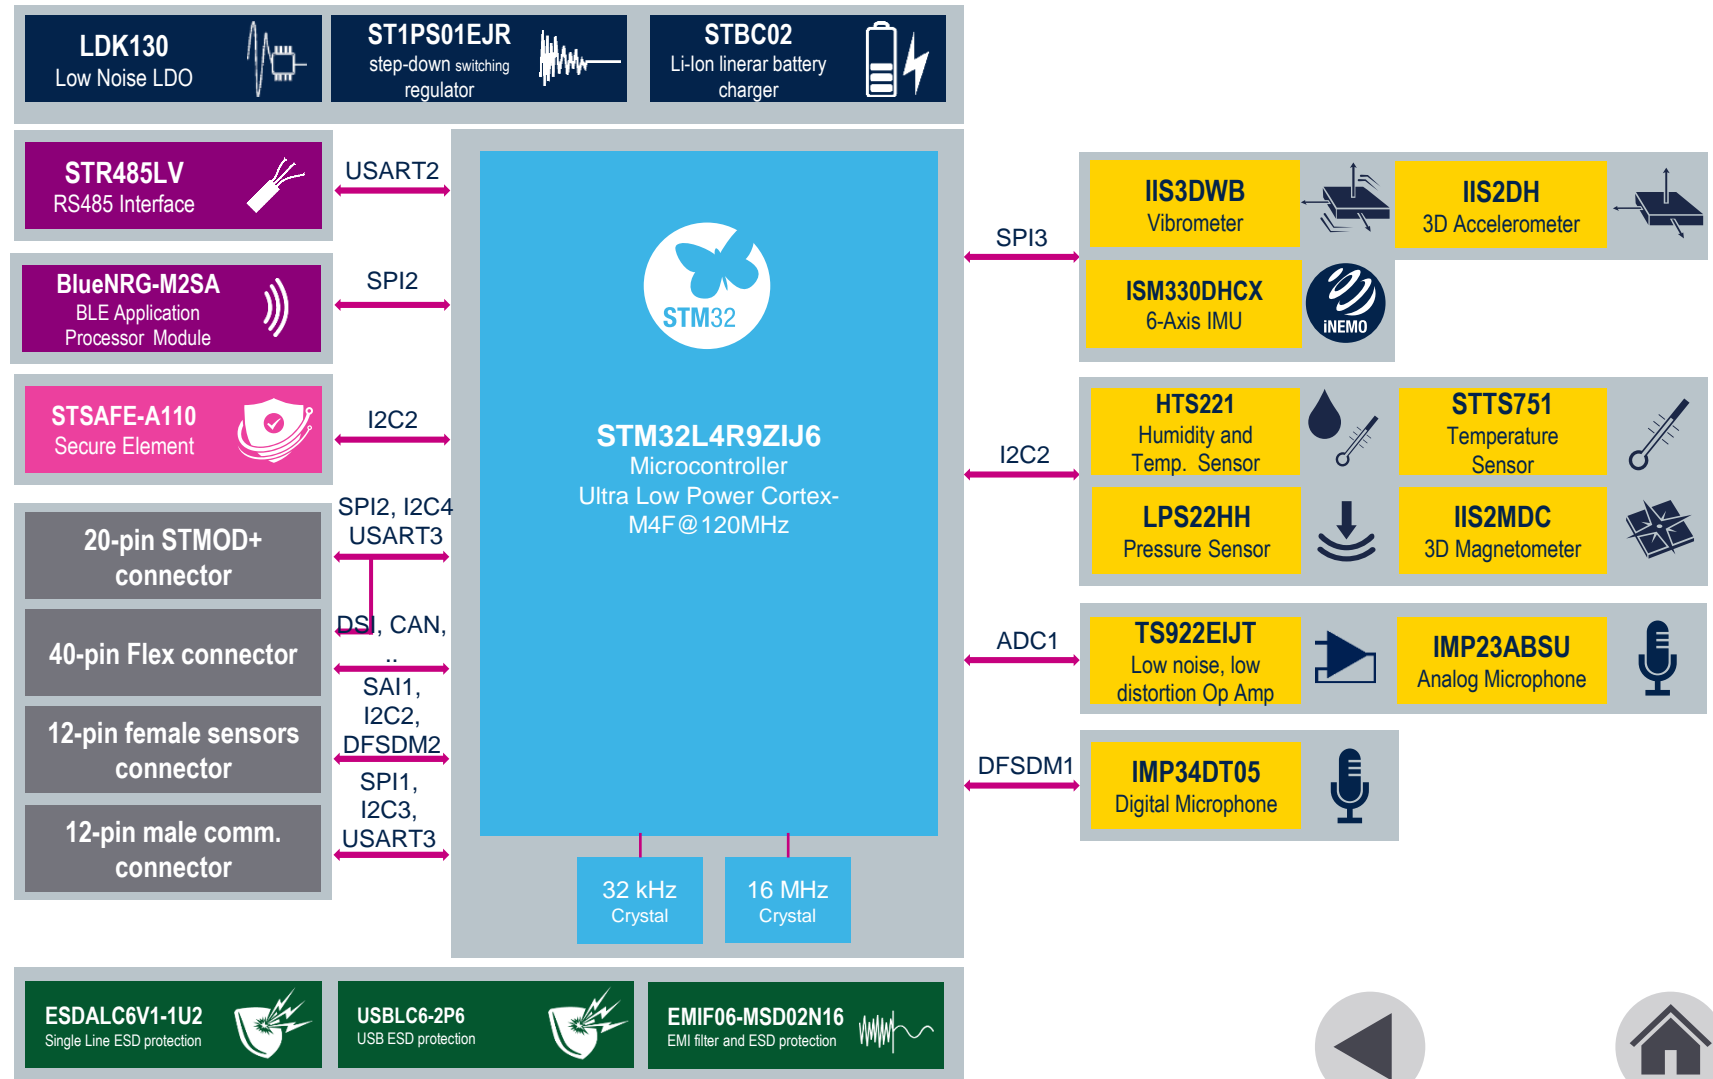 LDK130
Low Noise LDO
ST1PS01EJR
step-down switching
regulator
STBC02
Li-Ion linerar battery
charger
STR485LV
RS485 Interface
USART2
BlueNRG-M2SA
BLE Application
Processor Module
SPI2
STSAFE-A110
Secure Element
I2C2
20-pin STMOD+
connector
SPI2, I2C4
USART3
40-pin Flex connector
DSI, CAN,
..
12-pin female sensors
connector
SAI1,
I2C2,
DFSDM2
12-pin male comm.
connector
SPI1,
I2C3,
USART3
STM32
STM32L4R9ZIJ6
Microcontroller
Ultra Low Power Cortex-
M4F@120MHz
32 kHz
Crystal
16 MHz
Crystal
SPI3
IIS3DWB
Vibrometer
IIS2DH
3D Accelerometer
ISM330DHCX
6-Axis IMU
iNEMO
I2C2
HTS221
Humidity and
Temp. Sensor
STTS751
Temperature
Sensor
LPS22HH
Pressure Sensor
IIS2MDC
3D Magnetometer
ADC1
TS922EIJT
Low noise, low
distortion Op Amp
IMP23ABSU
Analog Microphone
DFSDM1
IMP34DT05
Digital Microphone
ESDALC6V1-1U2
Single Line ESD protection
USBLC6-2P6
USB ESD protection
EMIF06-MSD02N16
EMI filter and ESD protection